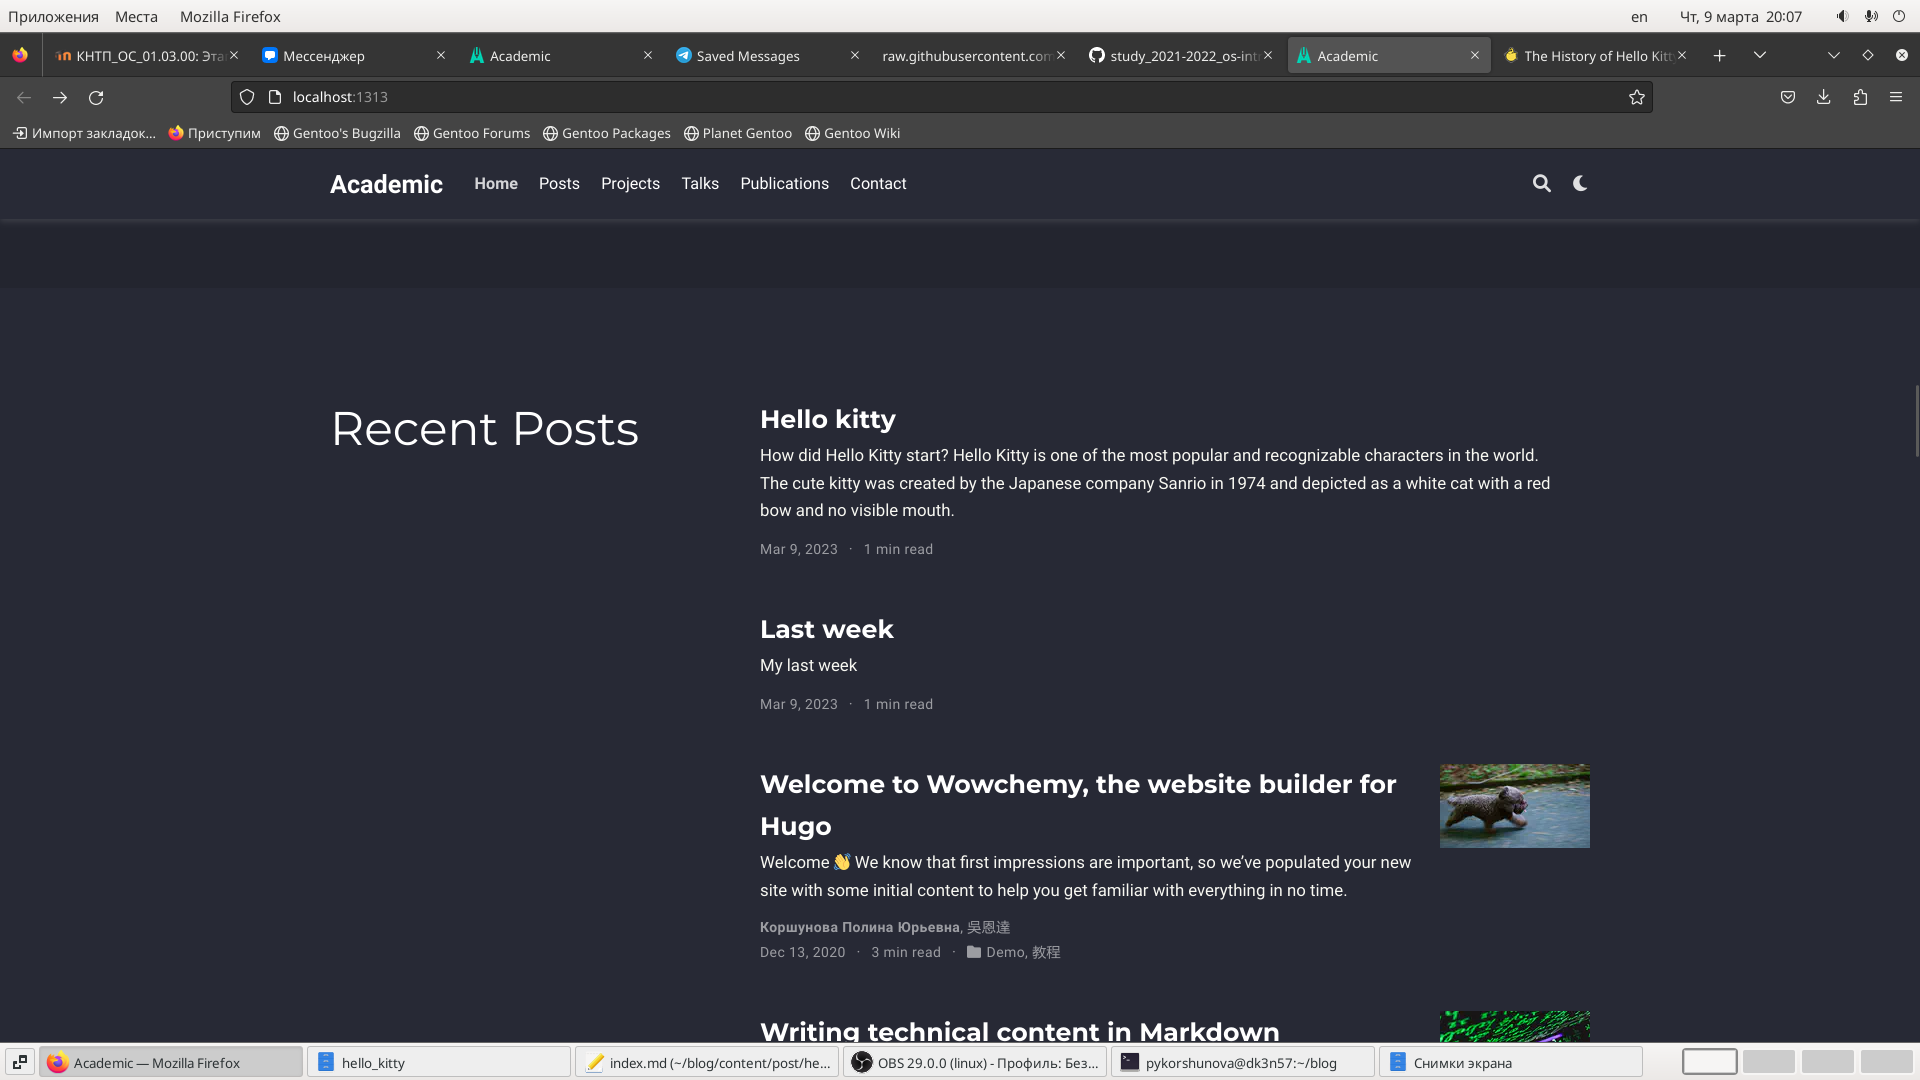 Приложения Места Mozilla Firefox en Чт, 9 марта 20:07
КНТП_ОС_01.03.00: Эта Мессенджер Academic Saved Messages raw.githubusercontent.com study_2021-2022_os-int Academic The History of Hello Kitt
localhost:1313
Импорт закладок... Приступим Gentoo's Bugzilla Gentoo Forums Gentoo Packages Planet Gentoo Gentoo Wiki
Academic Home Posts Projects Talks Publications Contact
Recent Posts
Hello kitty
How did Hello Kitty start? Hello Kitty is one of the most popular and recognizable characters in the world.
The cute kitty was created by the Japanese company Sanrio in 1974 and depicted as a white cat with a red
bow and no visible mouth.
Mar 9, 2023 · 1 min read
Last week
My last week
Mar 9, 2023 · 1 min read
Welcome to Wowchemy, the website builder for
Hugo
Welcome 👋 We know that first impressions are important, so we’ve populated your new
site with some initial content to help you get familiar with everything in no time.
Коршунова Полина Юрьевна, 吳恩達
Dec 13, 2020 · 3 min read · Demo, 教程
Writing technical content in Markdown
Academic — Mozilla Firefox hello_kitty index.md (~/blog/content/post/he... OBS 29.0.0 (linux) - Профиль: Без... pykorshunova@dk3n57:~/blog Снимки экрана